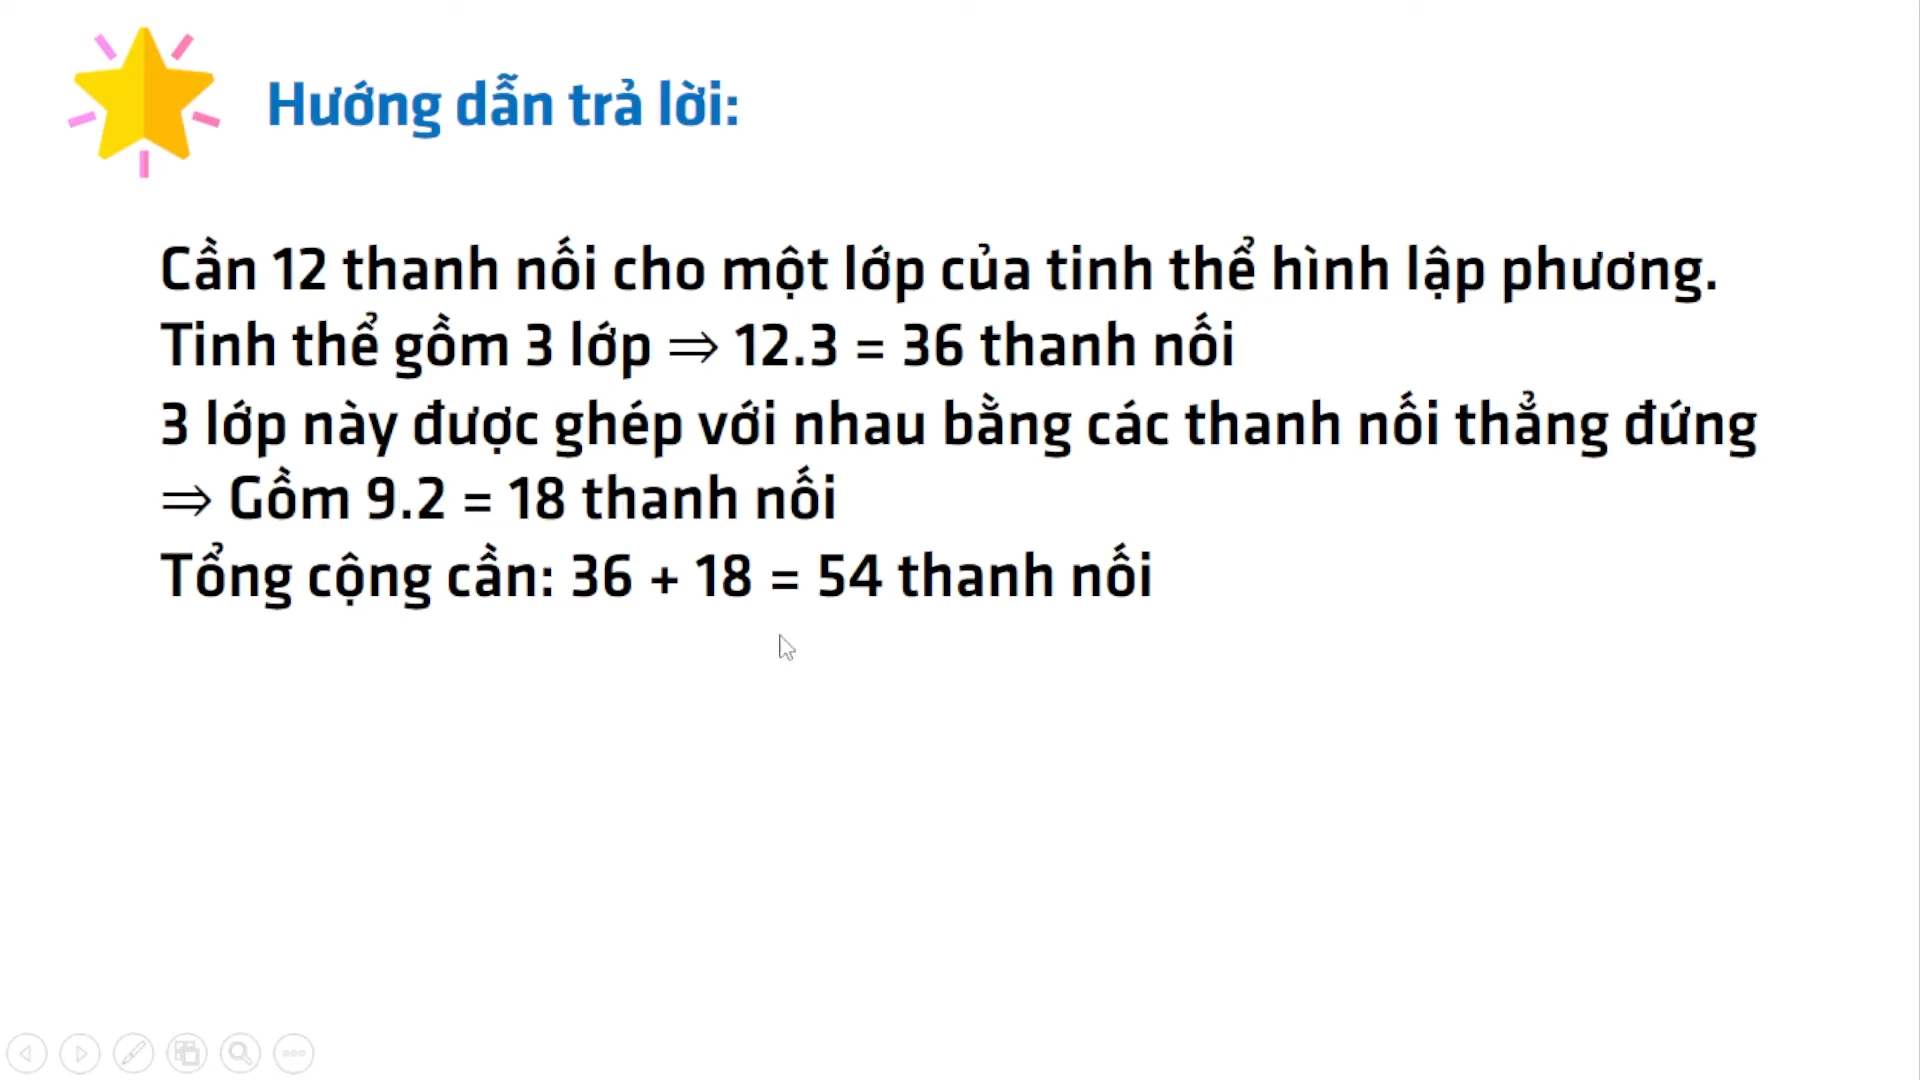 Hướng dẫn trả lời:
Cần 12 thanh nối cho một lớp của tinh thể hình lập phương.
Tinh thể gồm 3 lớp ⇒ 12.3 = 36 thanh nối
3 lớp này được ghép với nhau bằng các thanh nối thẳng đứng
⇒ Gồm 9.2 = 18 thanh nối
Tổng cộng cần: 36 + 18 = 54 thanh nối